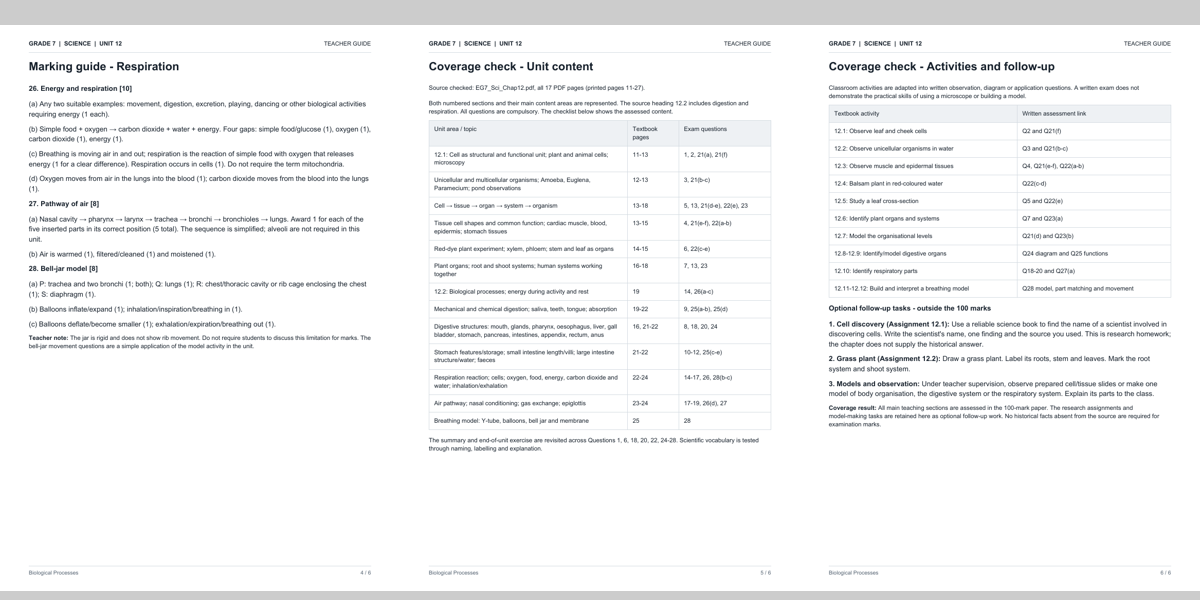 GRADE 7 | SCIENCE | UNIT 12
TEACHER GUIDE
Marking guide - Respiration
26. Energy and respiration [10]
(a) Any two suitable examples: movement, digestion, excretion, playing, dancing or other biological activities
requiring energy (1 each).
(b) Simple food + oxygen → carbon dioxide + water + energy. Four gaps: simple food/glucose (1), oxygen (1),
carbon dioxide (1), energy (1).
(c) Breathing is moving air in and out; respiration is the reaction of simple food with oxygen that releases
energy (1 for a clear difference). Respiration occurs in cells (1). Do not require the term mitochondria.
(d) Oxygen moves from air in the lungs into the blood (1); carbon dioxide moves from the blood into the lungs
(1).
27. Pathway of air [8]
(a) Nasal cavity → pharynx → larynx → trachea → bronchi → bronchioles → lungs. Award 1 for each of the
five inserted parts in its correct position (5 total). The sequence is simplified; alveoli are not required in this
unit.
(b) Air is warmed (1), filtered/cleaned (1) and moistened (1).
28. Bell-jar model [8]
(a) P: trachea and two bronchi (1; both); Q: lungs (1); R: chest/thoracic cavity or rib cage enclosing the chest
(1); S: diaphragm (1).
(b) Balloons inflate/expand (1); inhalation/inspiration/breathing in (1).
(c) Balloons deflate/become smaller (1); exhalation/expiration/breathing out (1).
Teacher note: The jar is rigid and does not show rib movement. Do not require students to discuss this limitation for marks. The
bell-jar movement questions are a simple application of the model activity in the unit.
Biological Processes
4 / 8
GRADE 7 | SCIENCE | UNIT 12
TEACHER GUIDE
Coverage check - Unit content
Source checked: EG7_Sci_Chap12.pdf, all 17 PDF pages (printed pages 11-27).
Both numbered sections and their main content areas are represented. The source heading 12.2 includes digestion and
respiration. All questions are compulsory. The checklist below shows the assessed content.
Unit area / topic
Textbook
pages
Exam questions
12.1: Cell as structural and functional unit; plant and animal cells;
microscopy
11-13
1, 2, 21(a), 21(f)
Unicellular and multicellular organisms; Amoeba, Euglena,
Paramecium; pond observations
12-13
3, 21(b-c)
Cell → tissue → organ → system → organism
13-18
5, 13, 21(d-e), 22(e), 23
Tissue cell shapes and common function; cardiac muscle, blood,
epidermis; stomach tissues
13-15
4, 21(e-f), 22(a-b)
Red-dye plant experiment; xylem, phloem; stem and leaf as organs
14-15
6, 22(c-e)
Plant organs; root and shoot systems; human systems working
together
16-18
7, 13, 23
12.2: Biological processes; energy during activity and rest
19
14, 26(a-c)
Mechanical and chemical digestion; saliva, teeth, tongue; absorption
19-22
9, 25(a-b), 25(d)
Digestive structures: mouth, glands, pharynx, oesophagus, liver, gall
bladder, stomach, pancreas, intestines, appendix, rectum, anus
16, 21-22
8, 18, 20, 24
Stomach features/storage; small intestine length/villi; large intestine
structure/water; faeces
21-22
10-12, 25(c-e)
Respiration reaction; cells; oxygen, food, energy, carbon dioxide and
water; inhalation/exhalation
22-24
14-17, 26, 28(b-c)
Air pathway; nasal conditioning; gas exchange; epiglottis
23-24
17-19, 26(d), 27
Breathing model: Y-tube, balloons, bell jar and membrane
25
28
The summary and end-of-unit exercise are revisited across Questions 1, 6, 18, 20, 22, 24-28. Scientific vocabulary is tested
through naming, labelling and explanation.
Biological Processes
5 / 8
GRADE 7 | SCIENCE | UNIT 12
TEACHER GUIDE
Coverage check - Activities and follow-up
Classroom activities are adapted into written observation, diagram or application questions. A written exam does not
demonstrate the practical skills of using a microscope or building a model.
Textbook activity
Written assessment link
12.1: Observe leaf and cheek cells
Q2 and Q21(f)
12.2: Observe unicellular organisms in water
Q3 and Q21(b-c)
12.3: Observe muscle and epidermal tissues
Q4, Q21(e-f), Q22(a-b)
12.4: Balsam plant in red-coloured water
Q22(c-d)
12.5: Study a leaf cross-section
Q5 and Q22(e)
12.6: Identify plant organs and systems
Q7 and Q23(a)
12.7: Model the organisational levels
Q21(d) and Q23(b)
12.8-12.9: Identify/model digestive organs
Q24 diagram and Q25 functions
12.10: Identify respiratory parts
Q18-20 and Q27(a)
12.11-12.12: Build and interpret a breathing model
Q28 model, part matching and movement
Optional follow-up tasks - outside the 100 marks
1. Cell discovery (Assignment 12.1): Use a reliable science book to find the name of a scientist involved in
discovering cells. Write the scientist's name, one finding and the source you used. This is research homework;
the chapter does not supply the historical answer.
2. Grass plant (Assignment 12.2): Draw a grass plant. Label its roots, stem and leaves. Mark the root
system and shoot system.
3. Models and observation: Under teacher supervision, observe prepared cell/tissue slides or make one
model of body organisation, the digestive system or the respiratory system. Explain its parts to the class.
Coverage result: All main teaching sections are assessed in the 100-mark paper. The research assignments and
model-making tasks are retained here as optional follow-up work. No historical facts absent from the source are required for
examination marks.
Biological Processes
6 / 8